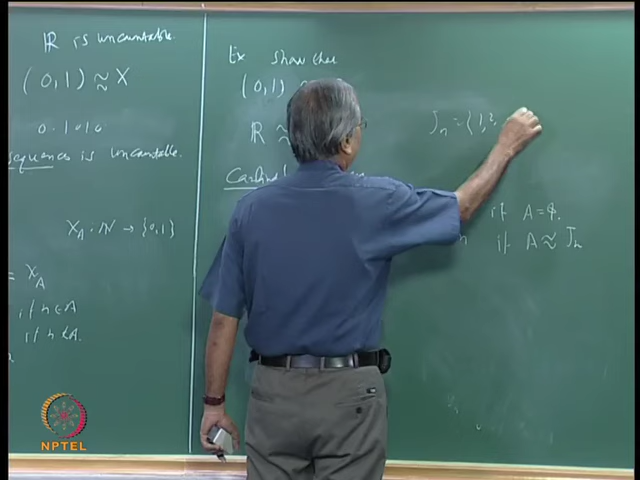 ℝ is uncountable.
(0,1) ≈ X
0.1010
sequences is uncountable.
X_A : ℕ → {0,1}
= X_A
if n ∈ A
if n ∉ A.
Ex Show that
(0,1) ≈
ℝ ≈
J_n = {1, 2,
if A = φ.
n if A ≈ J_n
NPTEL